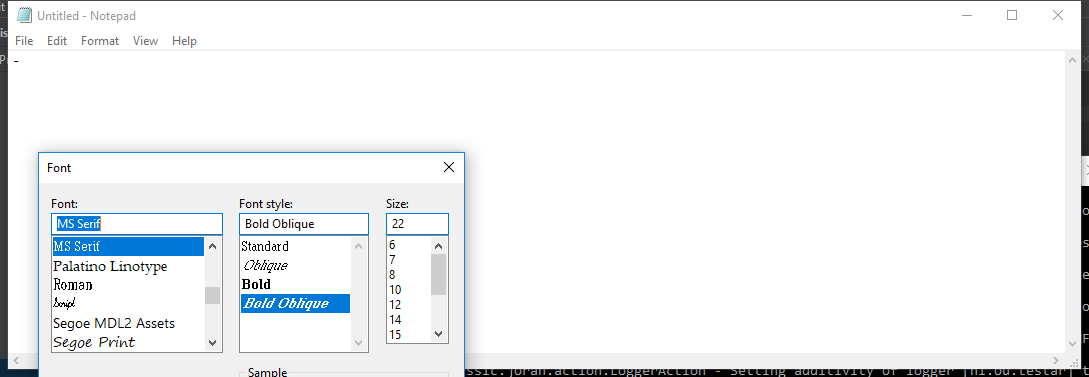 Untitled - Notepad
File Edit Format View Help
-
Font
Font: Font style: Size:
MS Serif Bold Oblique 22
MS Serif Standard 6
Palatino Linotype Oblique 7
Roman Bold 8
Script Bold Oblique 10
Segoe MDL2 Assets 12
Segoe Print 14
15
Sample
ssic.joran.action.LoggerAction - Setting additivity of logger [nl.ou.testar]